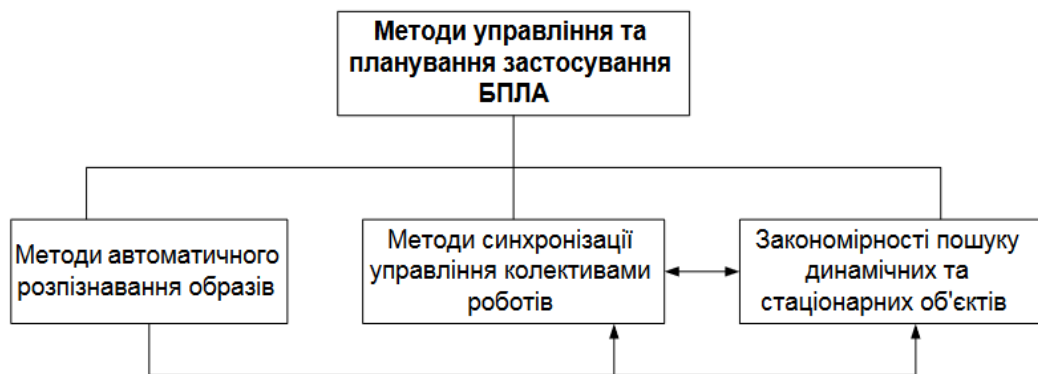 Методи управління та
планування застосування
БПЛА
Методи автоматичного
розпізнавання образів
Методи синхронізації
управління колективами
роботів
Закономірності пошуку
динамічних та
стаціонарних об'єктів